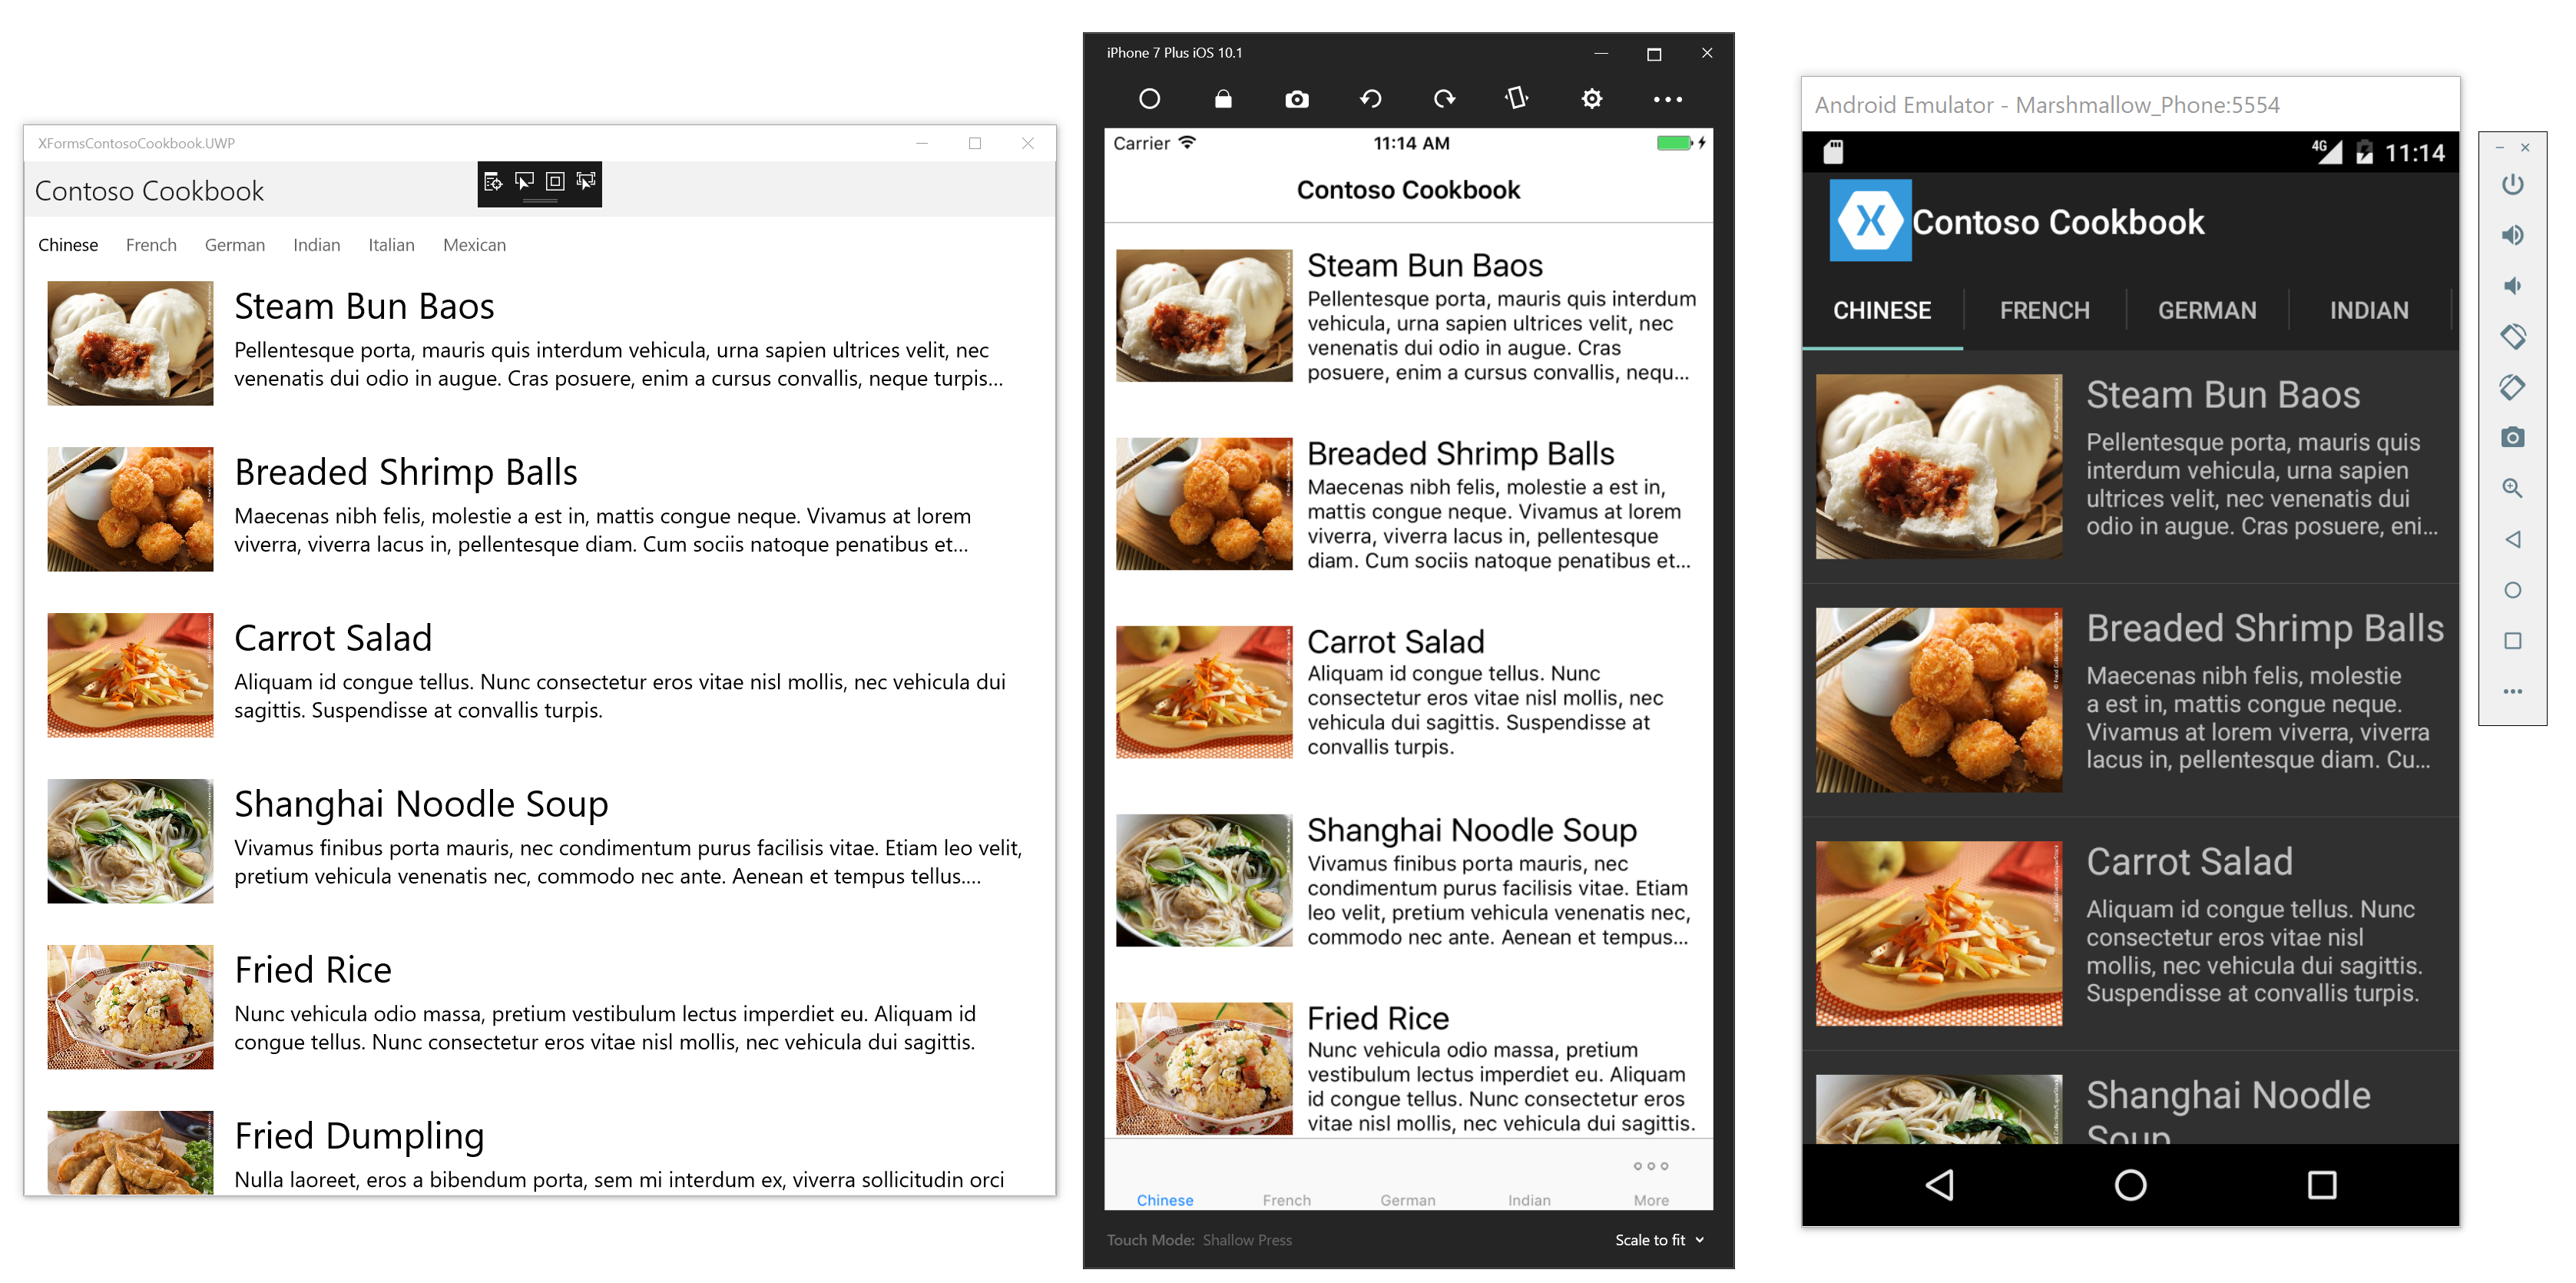 XFormsContosoCookbook.UWP
Contoso Cookbook
Chinese French German Indian Italian Mexican
Steam Bun Baos
Pellentesque porta, mauris quis interdum vehicula, urna sapien ultrices velit, nec
venenatis dui odio in augue. Cras posuere, enim a cursus convallis, neque turpis...
Breaded Shrimp Balls
Maecenas nibh felis, molestie a est in, mattis congue neque. Vivamus at lorem
viverra, viverra lacus in, pellentesque diam. Cum sociis natoque penatibus et...
Carrot Salad
Aliquam id congue tellus. Nunc consectetur eros vitae nisl mollis, nec vehicula dui
sagittis. Suspendisse at convallis turpis.
Shanghai Noodle Soup
Vivamus finibus porta mauris, nec condimentum purus facilisis vitae. Etiam leo velit,
pretium vehicula venenatis nec, commodo nec ante. Aenean et tempus tellus....
Fried Rice
Nunc vehicula odio massa, pretium vestibulum lectus imperdiet eu. Aliquam id
congue tellus. Nunc consectetur eros vitae nisl mollis, nec vehicula dui sagittis.
Fried Dumpling
Nulla laoreet, eros a bibendum porta, sem mi interdum ex, viverra sollicitudin orci
iPhone 7 Plus iOS 10.1
Carrier 11:14 AM
Contoso Cookbook
Steam Bun Baos
Pellentesque porta, mauris quis interdum
vehicula, urna sapien ultrices velit, nec
venenatis dui odio in augue. Cras
posuere, enim a cursus convallis, nequ...
Breaded Shrimp Balls
Maecenas nibh felis, molestie a est in,
mattis congue neque. Vivamus at lorem
viverra, viverra lacus in, pellentesque
diam. Cum sociis natoque penatibus et...
Carrot Salad
Aliquam id congue tellus. Nunc
consectetur eros vitae nisl mollis, nec
vehicula dui sagittis. Suspendisse at
convallis turpis.
Shanghai Noodle Soup
Vivamus finibus porta mauris, nec
condimentum purus facilisis vitae. Etiam
leo velit, pretium vehicula venenatis nec,
commodo nec ante. Aenean et tempus...
Fried Rice
Nunc vehicula odio massa, pretium
vestibulum lectus imperdiet eu. Aliquam
id congue tellus. Nunc consectetur eros
vitae nisl mollis, nec vehicula dui sagittis.
Chinese French German Indian More
Touch Mode: Shallow Press Scale to fit
Android Emulator - Marshmallow_Phone:5554
4G 11:14
X Contoso Cookbook
CHINESE FRENCH GERMAN INDIAN
Steam Bun Baos
Pellentesque porta, mauris quis
interdum vehicula, urna sapien
ultrices velit, nec venenatis dui
odio in augue. Cras posuere, eni...
Breaded Shrimp Balls
Maecenas nibh felis, molestie
a est in, mattis congue neque.
Vivamus at lorem viverra, viverra
lacus in, pellentesque diam. Cu...
Carrot Salad
Aliquam id congue tellus. Nunc
consectetur eros vitae nisl
mollis, nec vehicula dui sagittis.
Suspendisse at convallis turpis.
Shanghai Noodle
Soup